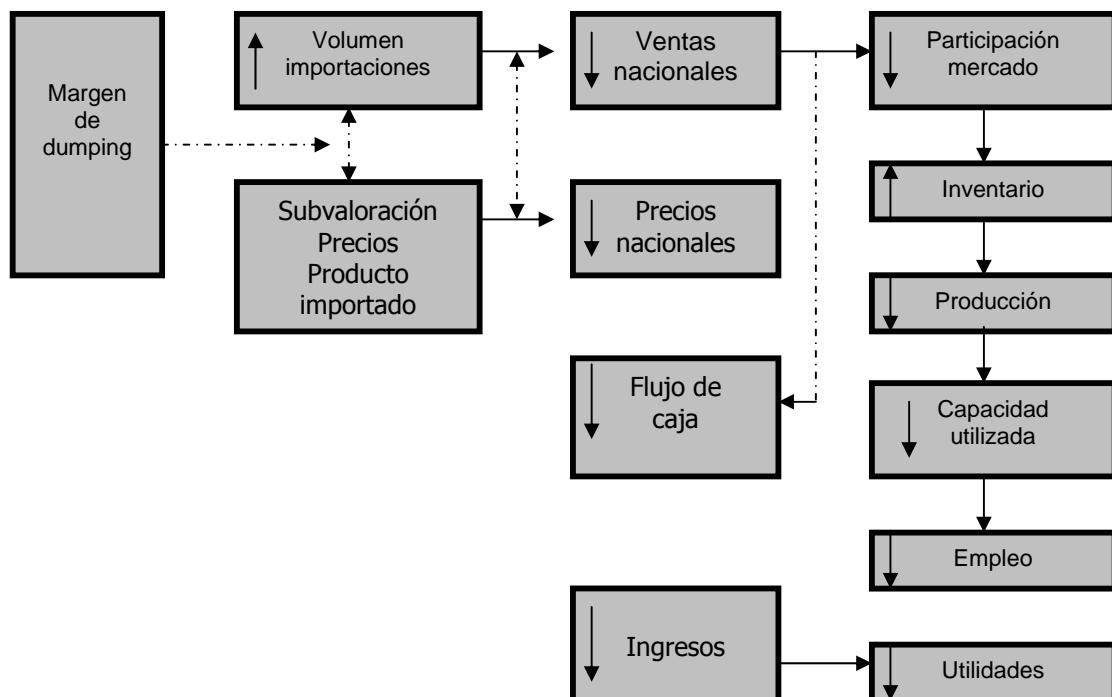 Margen
de
dumping
Volumen
importaciones
Subvaloración
Precios
Producto
importado
Ventas
nacionales
Precios
nacionales
Flujo de
caja
Ingresos
Participación
mercado
Inventario
Producción
Capacidad
utilizada
Empleo
Utilidades